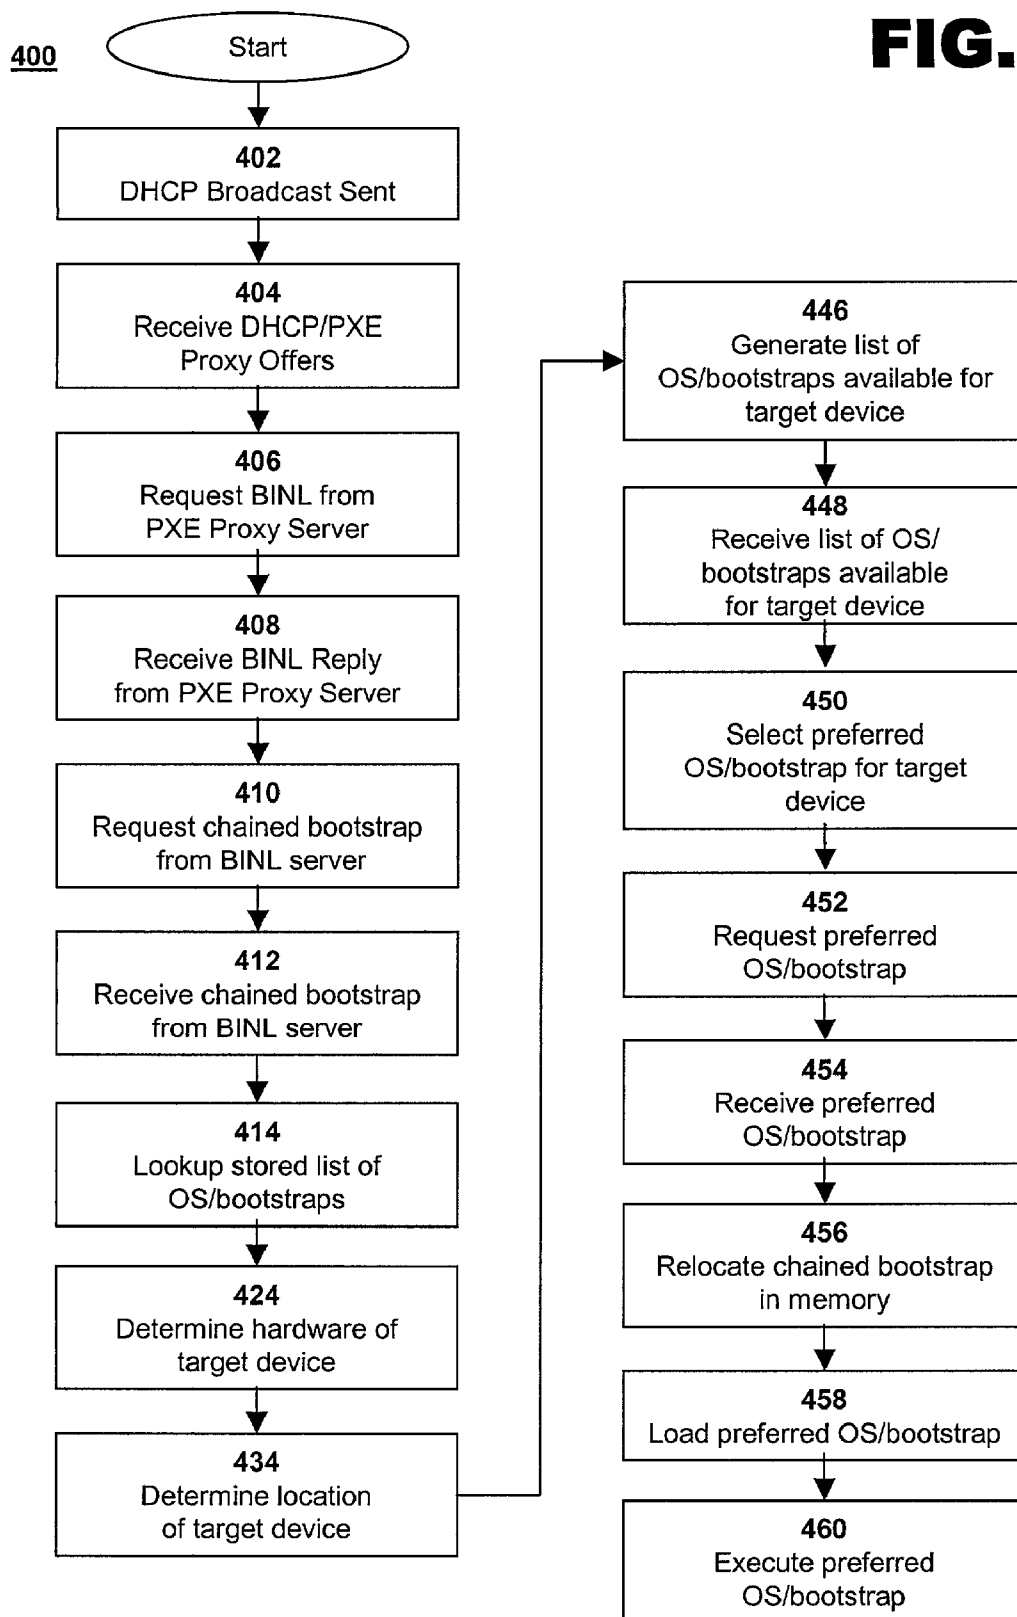 400
Start
FIG.
402
DHCP Broadcast Sent
404
Receive DHCP/PXE
Proxy Offers
406
Request BINL from
PXE Proxy Server
408
Receive BINL Reply
from PXE Proxy Server
410
Request chained bootstrap
from BINL server
412
Receive chained bootstrap
from BINL server
414
Lookup stored list of
OS/bootstraps
424
Determine hardware of
target device
434
Determine location
of target device
446
Generate list of
OS/bootstraps available for
target device
448
Receive list of OS/
bootstraps available
for target device
450
Select preferred
OS/bootstrap for target
device
452
Request preferred
OS/bootstrap
454
Receive preferred
OS/bootstrap
456
Relocate chained bootstrap
in memory
458
Load preferred OS/bootstrap
460
Execute preferred
OS/bootstrap